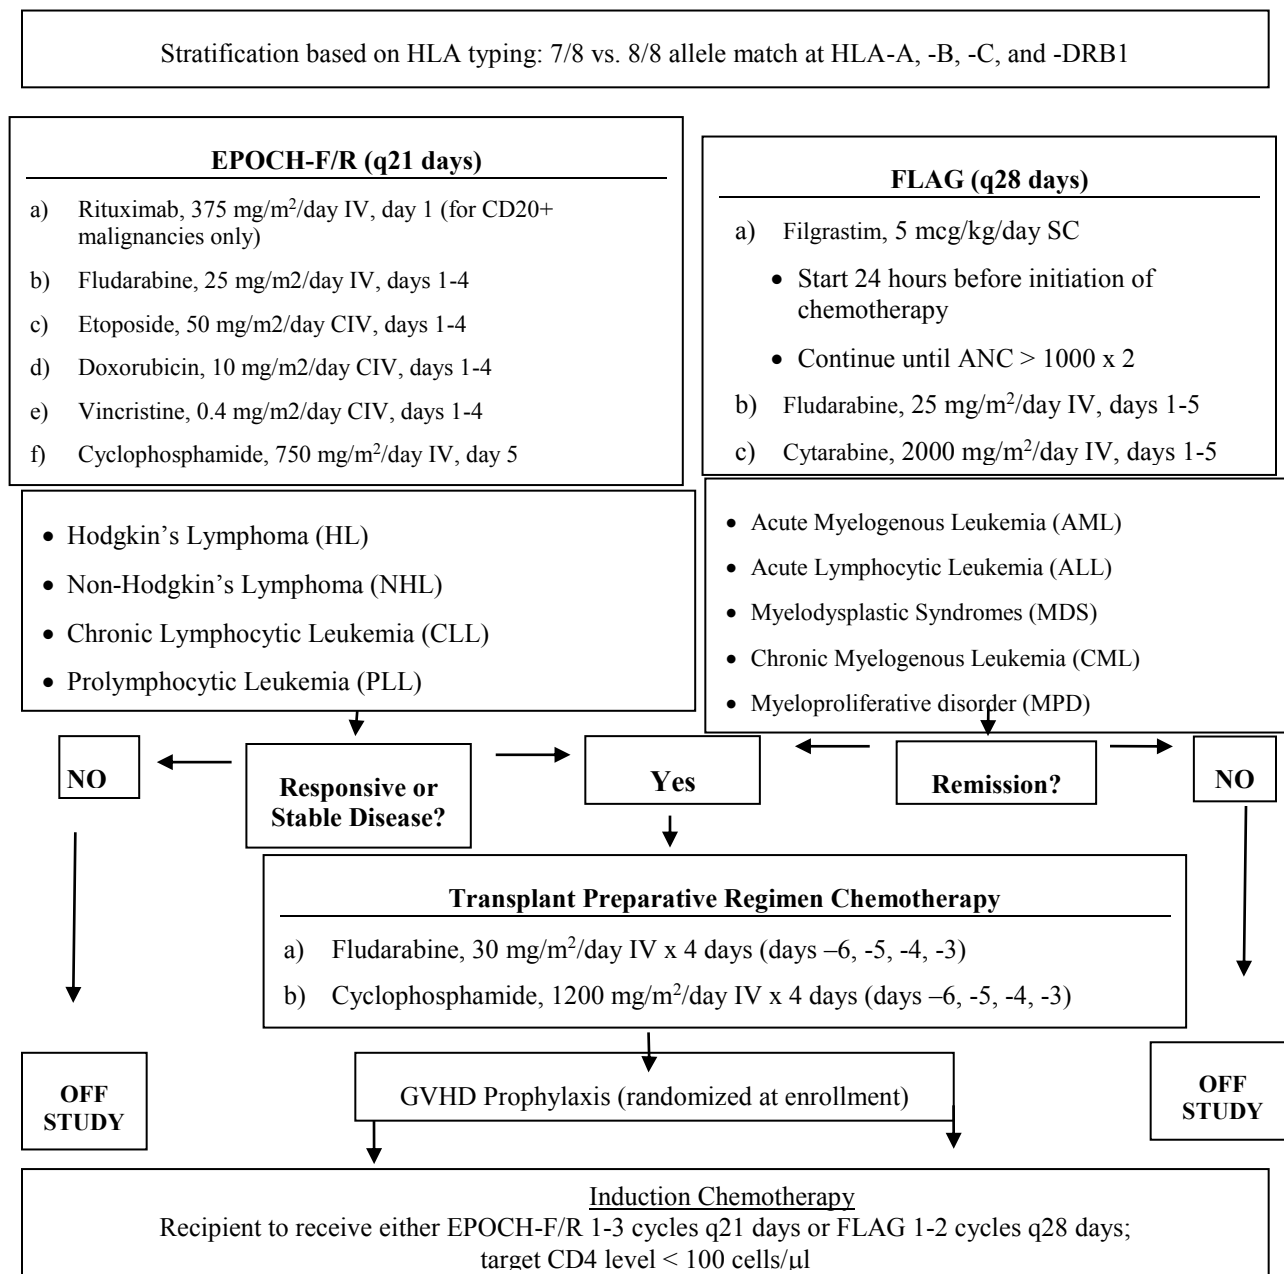 Stratification based on HLA typing: 7/8 vs. 8/8 allele match at HLA-A, -B, -C, and -DRB1
EPOCH-F/R (q21 days)
a) Rituximab, 375 mg/m²/day IV, day 1 (for CD20+
malignancies only)
b) Fludarabine, 25 mg/m2/day IV, days 1-4
c) Etoposide, 50 mg/m2/day CIV, days 1-4
d) Doxorubicin, 10 mg/m2/day CIV, days 1-4
e) Vincristine, 0.4 mg/m2/day CIV, days 1-4
f) Cyclophosphamide, 750 mg/m²/day IV, day 5
FLAG (q28 days)
a) Filgrastim, 5 mcg/kg/day SC
• Start 24 hours before initiation of
chemotherapy
• Continue until ANC > 1000 x 2
b) Fludarabine, 25 mg/m²/day IV, days 1-5
c) Cytarabine, 2000 mg/m²/day IV, days 1-5
• Hodgkin’s Lymphoma (HL)
• Non-Hodgkin’s Lymphoma (NHL)
• Chronic Lymphocytic Leukemia (CLL)
• Prolymphocytic Leukemia (PLL)
• Acute Myelogenous Leukemia (AML)
• Acute Lymphocytic Leukemia (ALL)
• Myelodysplastic Syndromes (MDS)
• Chronic Myelogenous Leukemia (CML)
• Myeloproliferative disorder (MPD)
NO
Responsive or
Stable Disease?
Yes
Remission?
NO
Transplant Preparative Regimen Chemotherapy
a) Fludarabine, 30 mg/m²/day IV x 4 days (days –6, -5, -4, -3)
b) Cyclophosphamide, 1200 mg/m²/day IV x 4 days (days –6, -5, -4, -3)
OFF
STUDY
GVHD Prophylaxis (randomized at enrollment)
OFF
STUDY
Induction Chemotherapy
Recipient to receive either EPOCH-F/R 1-3 cycles q21 days or FLAG 1-2 cycles q28 days;
target CD4 level < 100 cells/µl